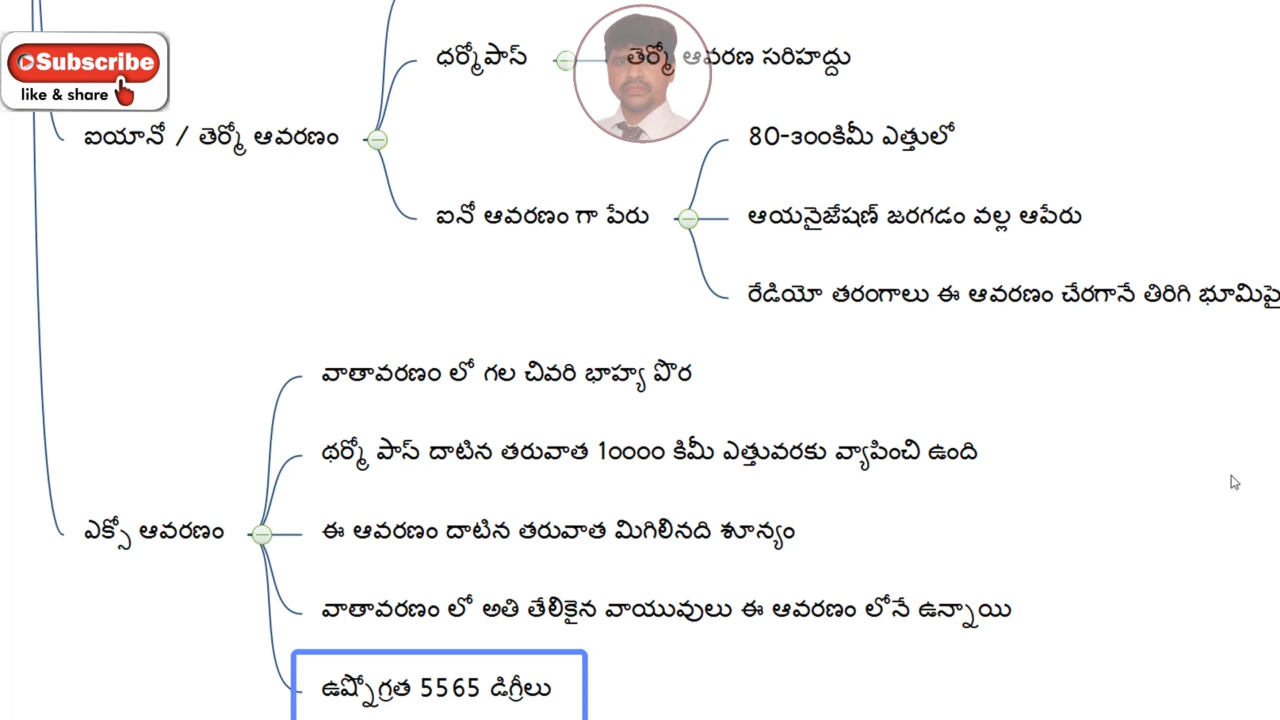 Subscribe
like & share
ధర్మోపాస్
తెర్మో ఆవరణ సరిహద్దు
ఐయానో / తెర్మో ఆవరణం
80-300కిమీ ఎత్తులో
ఐనో ఆవరణం గా పేరు
ఆయనైజేషణ్ జరగడం వల్ల ఆపేరు
రేడియో తరంగాలు ఈ ఆవరణం చేరగానే తిరిగి భూమిపై
వాతావరణం లో గల చివరి భాహ్య పొర
థర్మో పాస్ దాటిన తరువాత 10000 కిమీ ఎత్తువరకు వ్యాపించి ఉంది
ఎక్సో ఆవరణం
ఈ ఆవరణం దాటిన తరువాత మిగిలినది శూన్యం
వాతావరణం లో అతి తేలికైన వాయువులు ఈ ఆవరణం లోనే ఉన్నాయి
ఉష్నోగ్రత 5565 డిగ్రీలు